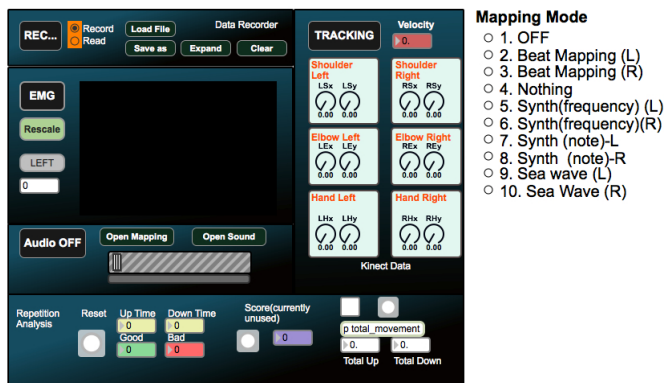 REC...
Record
Read
Load File
Data Recorder
Save as
Expand
Clear
EMG
Rescale
LEFT
0
Audio OFF
Open Mapping
Open Sound
TRACKING
Velocity
0.
Shoulder
Left
LSx LSy
0.00 0.00
Shoulder
Right
RSx RSy
0.00 0.00
Elbow Left
LEx LEy
0.00 0.00
Elbow Right
REx REy
0.00 0.00
Hand Left
LHx LHy
0.00 0.00
Hand Right
RHx RHy
0.00 0.00
Kinect Data
Repetition
Analysis
Reset
Up Time
0
Down Time
0
Good
0
Bad
0
Score(currently
unused)
0
p total_movement
0.
0.
Total Up
Total Down
Mapping Mode
1. OFF
2. Beat Mapping (L)
3. Beat Mapping (R)
4. Nothing
5. Synth(frequency) (L)
6. Synth(frequency)(R)
7. Synth (note)-L
8. Synth (note)-R
9. Sea wave (L)
10. Sea Wave (R)